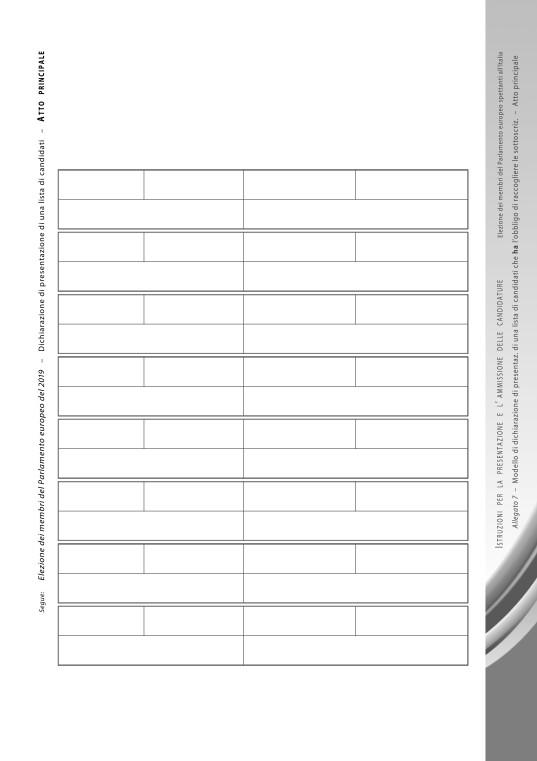 Segue: Elezione dei membri del Parlamento europeo del 2019 – Dichiarazione di presentazione di una lista di candidati – ATTO PRINCIPALE
ISTRUZIONI PER LA PRESENTAZIONE E L'AMMISSIONE DELLE CANDIDATURE Elezione dei membri del Parlamento europeo spettanti all'Italia
Allegato 7 – Modello di dichiarazione di presentaz. di una lista di candidati che ha l'obbligo di raccogliere le sottoscriz. – Atto principale